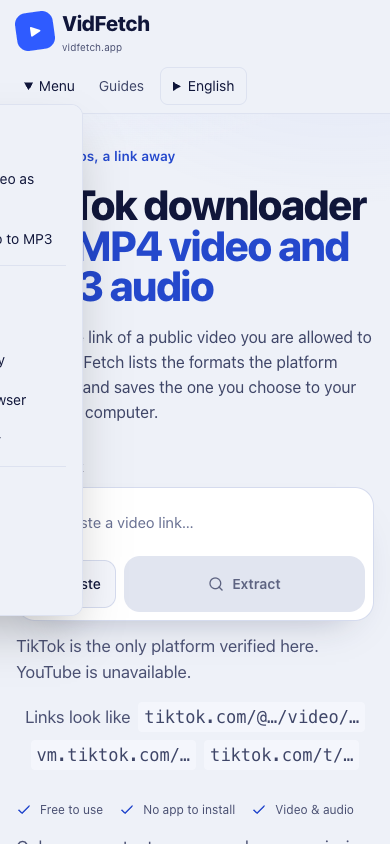 VidFetch
vidfetch.app
▼ Menu Guides ▶ English
os, a link away
eo as
Tok downloader
o to MP3
MP4 video and
3 audio
link of a public video you are allowed to
Fetch lists the formats the platform
y
and saves the one you choose to your
wser
computer.
ste a video link…
ste
Extract
TikTok is the only platform verified here.
YouTube is unavailable.
Links look like tiktok.com/@…/video/…
vm.tiktok.com/… tiktok.com/t/…
Free to use No app to install Video & audio